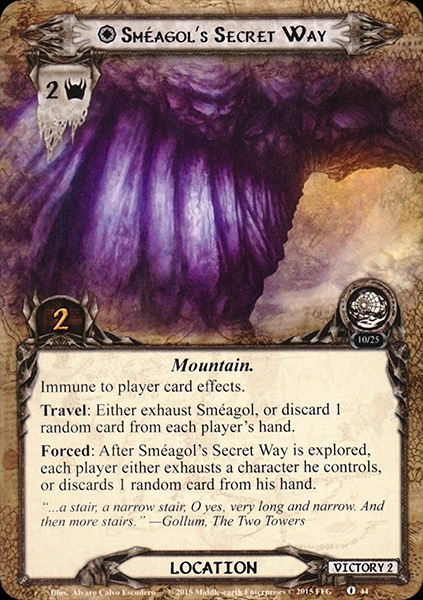 Sméagol's Secret Way
2
2
10/25
Mountain.
Immune to player card effects.
Travel: Either exhaust Sméagol, or discard 1
random card from each player's hand.
Forced: After Sméagol's Secret Way is explored,
each player either exhausts a character he controls,
or discards 1 random card from his hand.
"...a stair, a narrow stair, O yes, very long and narrow. And
then more stairs." —Gollum, The Two Towers
LOCATION
VICTORY 2
Illus. Alvaro Calvo Escudero © 2015 Middle-earth Enterprises © 2015 FFG 44